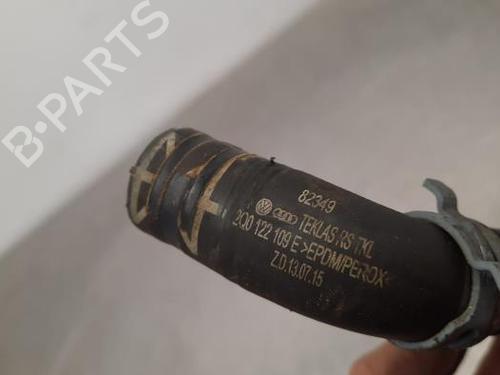 B-PARTS
82349
TEKLAS RS TKL
2Q0 122 109 E >EPDM/PEROX<
Z.D.13.07.15